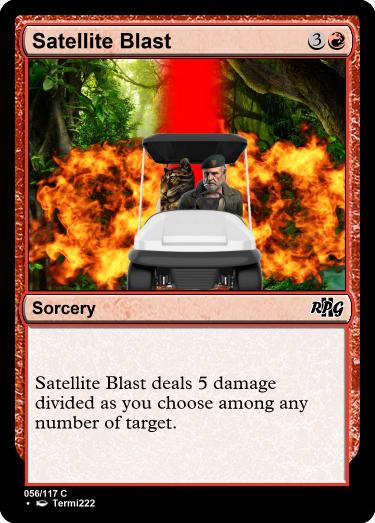 Satellite Blast 3
Sorcery RPG
Satellite Blast deals 5 damage
divided as you choose among any
number of target.
056/117 C
• Termi222